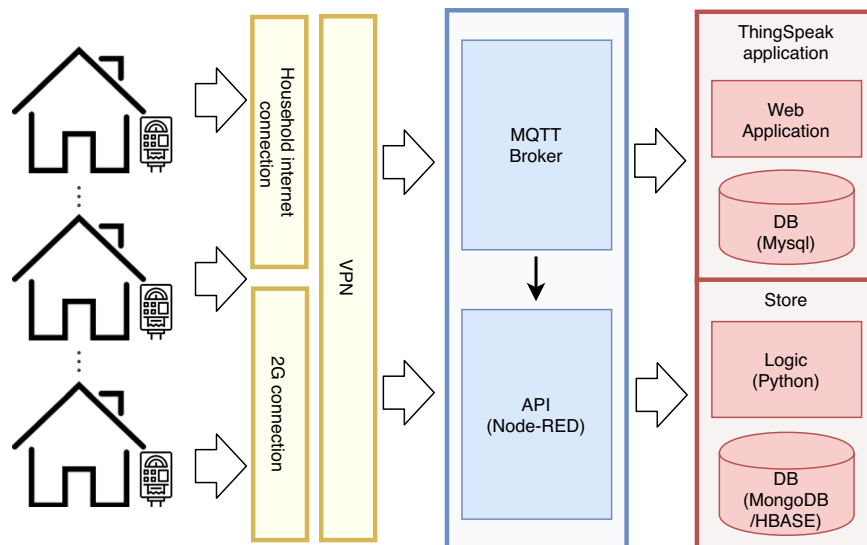 Household internet
connection
2G connection
VPN
MQTT
Broker
API
(Node-RED)
ThingSpeak
application
Web
Application
DB
(Mysql)
Store
Logic
(Python)
DB
(MongoDB
/HBASE)